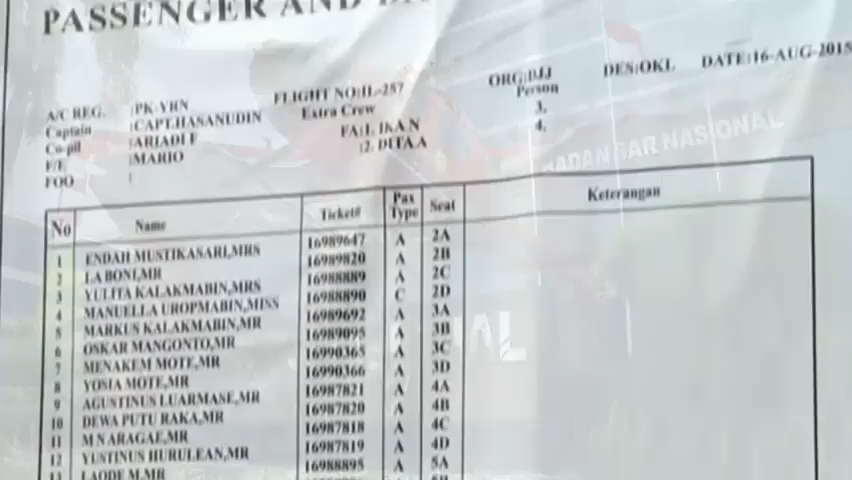 PASSENGER AND
A/C REG. :PK-YRN FLIGHT NO:IL-257 ORG:DJJ DES:OKL DATE:16-AUG-2015
Captain :CAPT.HASANUDIN Extra Crew Person
Co-pil :ARIADI F FA:1. IKA N 3.
F/E :MARIO :2. DITA A 4.
FOO :
BADAN SAR NASIONAL
No Name Ticket# Pax Type Seat Keterangan
1 ENDAH MUSTIKASARI,MRS 16989647 A 2A
2 LA BONI,MR 16989820 A 2B
3 YULITA KALAKMABIN,MRS 16988889 A 2C
4 MANUELLA UROPMABIN,MISS 16988890 C 2D
5 MARKUS KALAKMABIN,MR 16989692 A 3A
6 OSKAR MANGONTO,MR 16989095 A 3B
7 MENAKEM MOTE,MR 16990365 A 3C
8 YOSIA MOTE,MR 16990366 A 3D
9 AGUSTINUS LUARMASE,MR 16987821 A 4A
10 DEWA PUTU RAKA,MR 16987820 A 4B
11 M NARAGAE,MR 16987818 A 4C
12 YUSTINUS HURULEAN,MR 16987819 A 4D
13 LAODE M,MR 16988895 A 5A